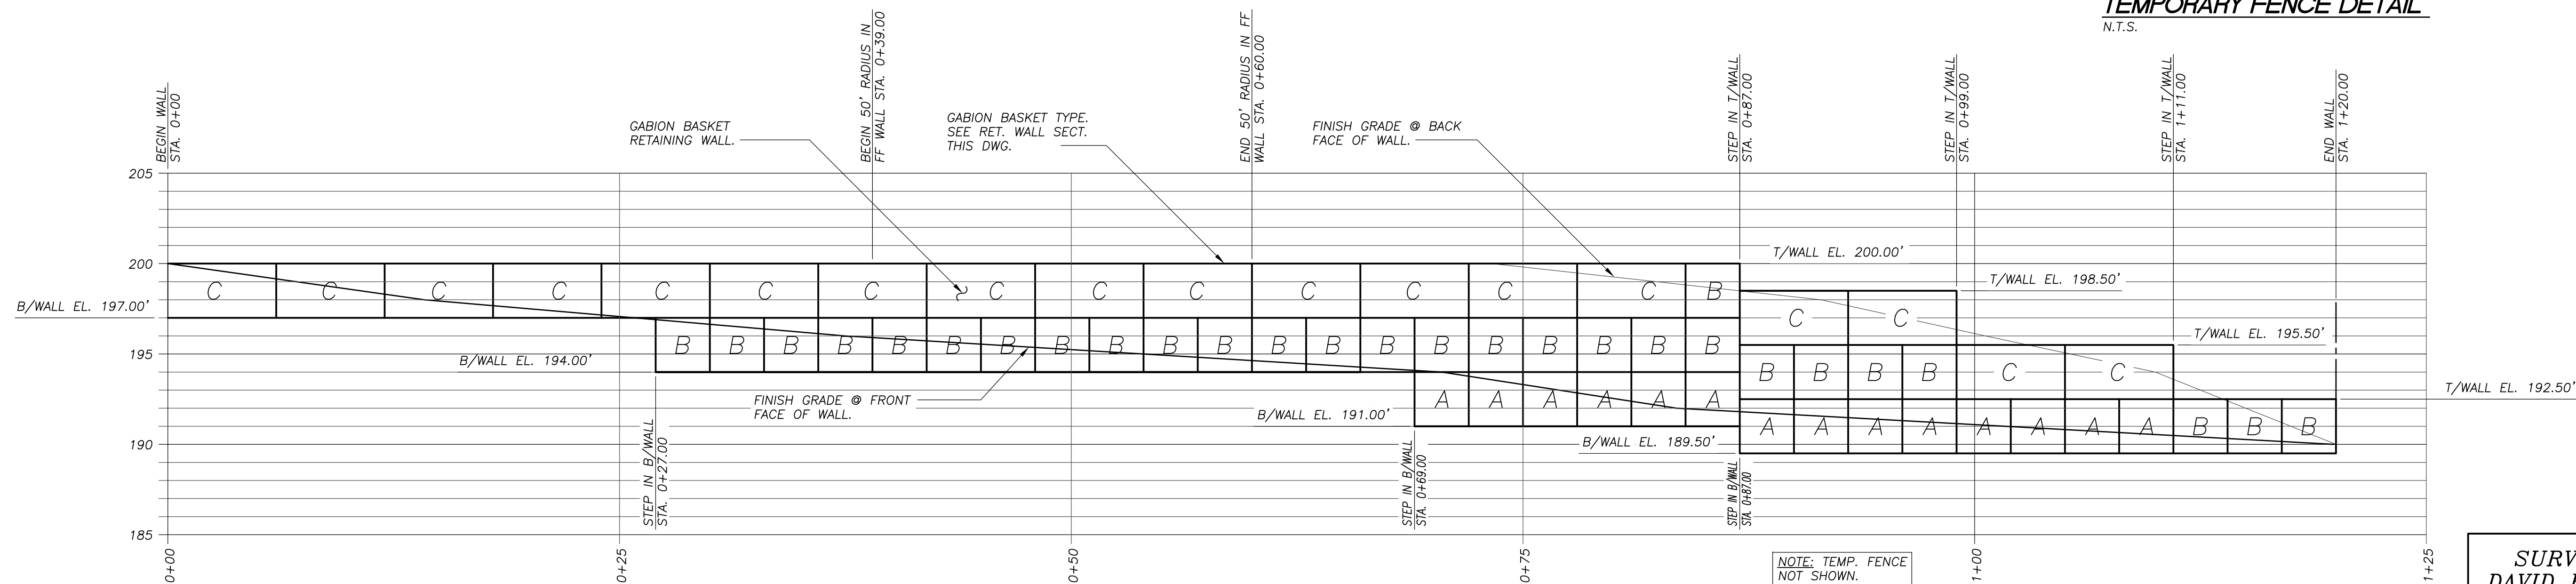 TEMPORARY FENCE DETAIL
N.T.S.
BEGIN WALL
STA. 0+00
BEGIN 50' RADIUS IN
FF WALL STA. 0+39.00
END 50' RADIUS IN FF
WALL STA. 0+60.00
STEP IN T/WALL
STA. 0+87.00
STEP IN T/WALL
STA. 0+99.00
STEP IN T/WALL
STA. 1+11.00
END WALL
STA. 1+20.00
GABION BASKET
RETAINING WALL.
GABION BASKET TYPE.
SEE RET. WALL SECT.
THIS DWG.
FINISH GRADE @ BACK
FACE OF WALL.
205
T/WALL EL. 200.00'
200
T/WALL EL. 198.50'
C C C C C C C C C C C C C C B
B/WALL EL. 197.00'
C C
T/WALL EL. 195.50'
B B B B B B B B B B B B B B B B B B B B
195
B/WALL EL. 194.00'
B B B B C C
T/WALL EL. 192.50'
FINISH GRADE @ FRONT
FACE OF WALL.
A A A A A A
B/WALL EL. 191.00'
A A A A A A A A B B B
190
B/WALL EL. 189.50'
STEP IN B/WALL
STA. 0+27.00
STEP IN B/WALL
STA. 0+69.00
STEP IN B/WALL
STA. 0+87.00
185
0+00
0+25
0+50
0+75
1+00
1+25
NOTE: TEMP. FENCE
NOT SHOWN.